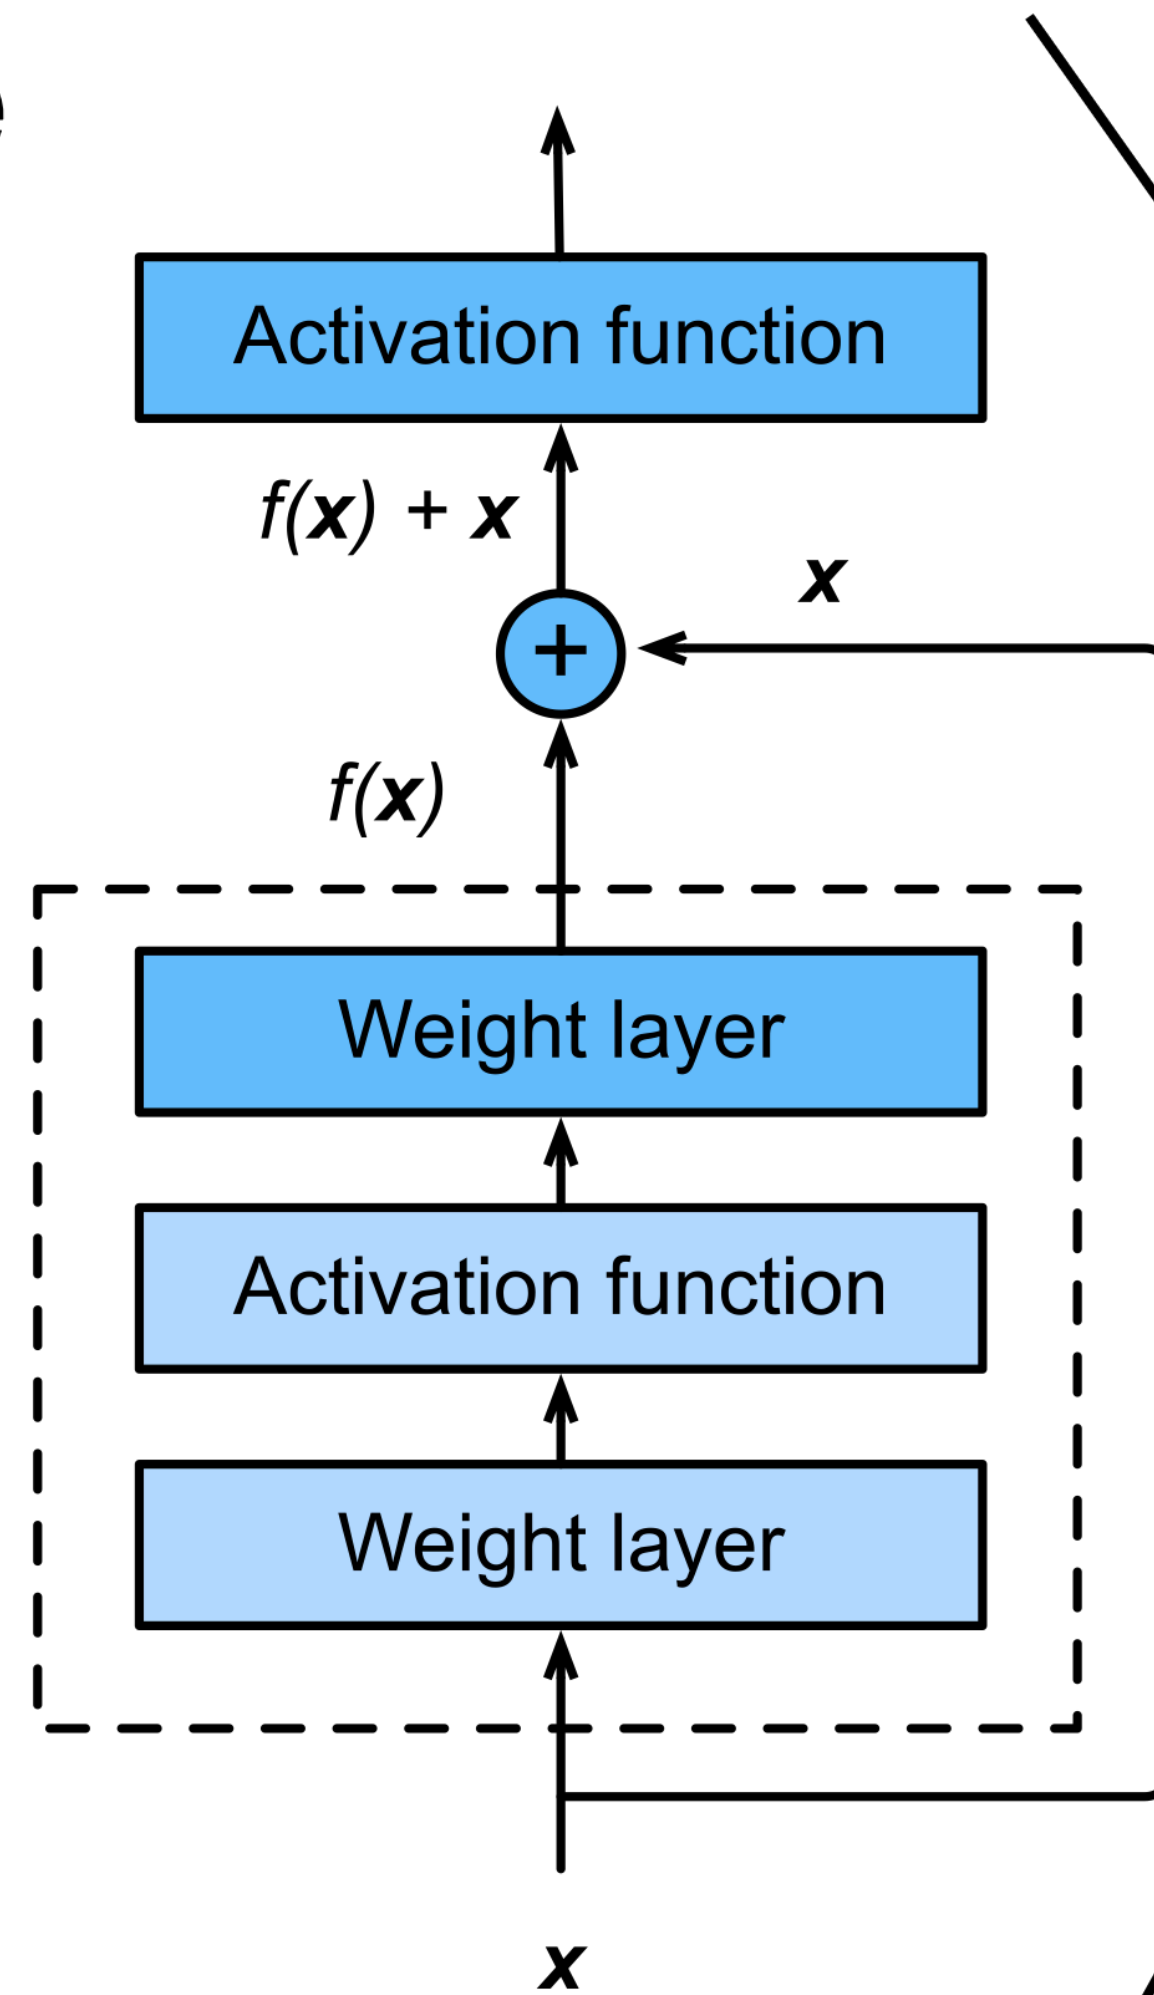 Activation function
f(x) + x
x
+
f(x)
Weight layer
Activation function
Weight layer
x